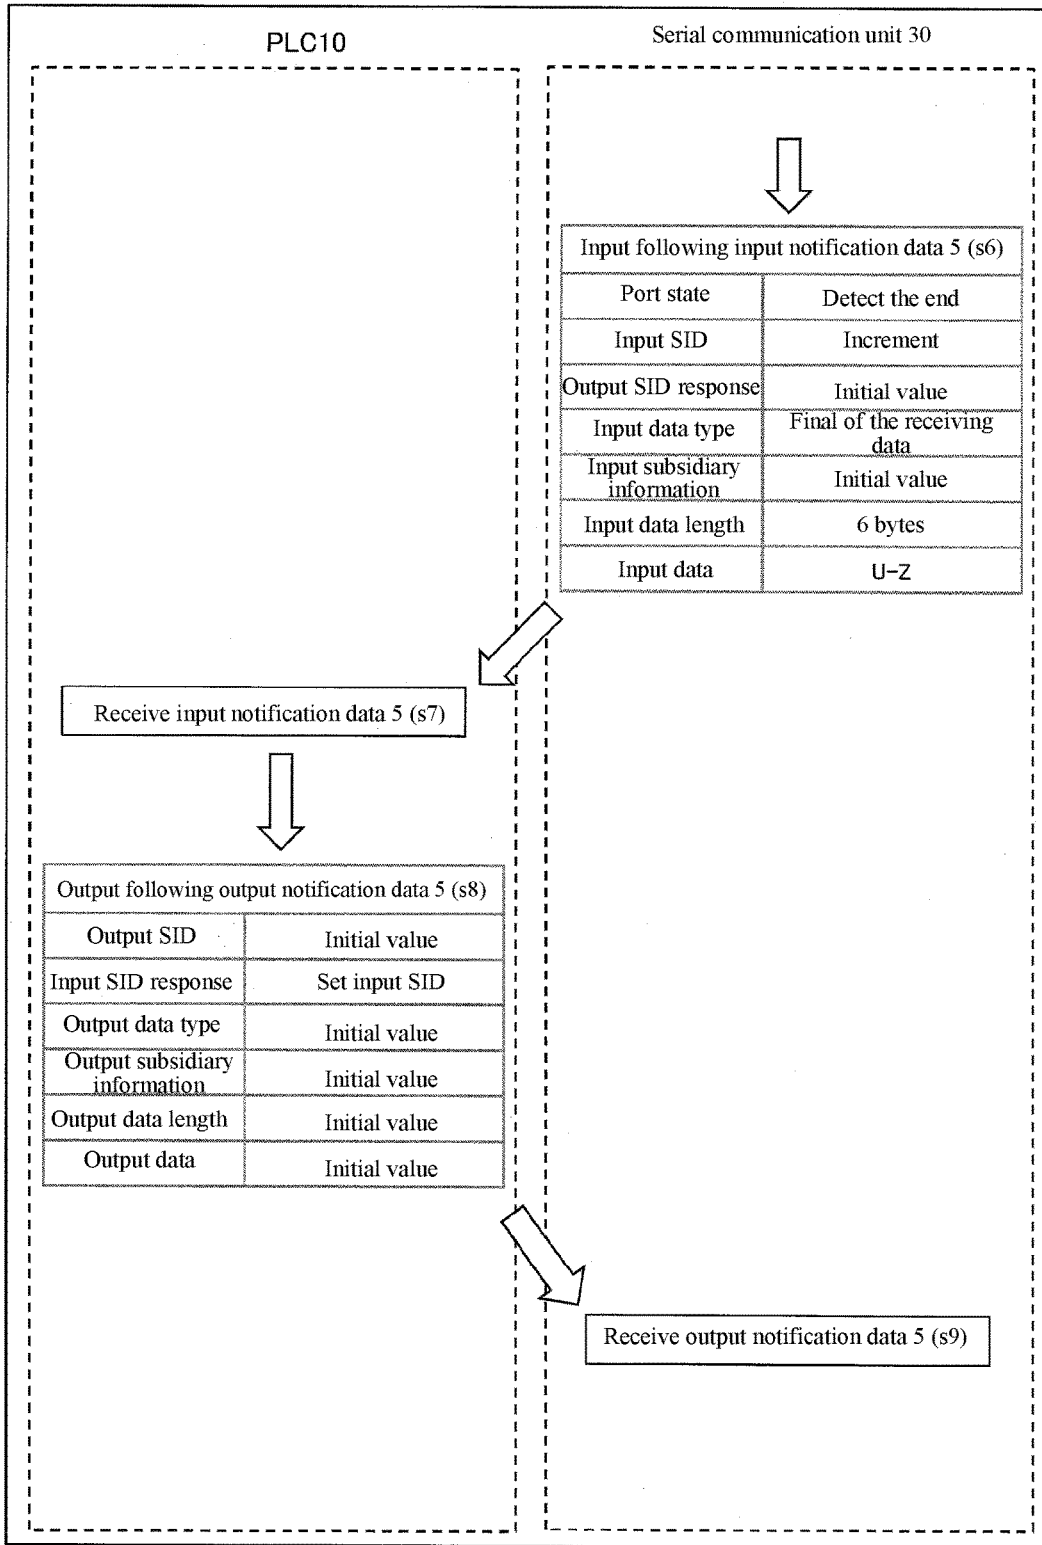 PLC10
Serial communication unit 30
Input following input notification data 5 (s6)
Port state
Detect the end
Input SID
Increment
Output SID response
Initial value
Input data type
Final of the receiving
data
Input subsidiary
information
Initial value
Input data length
6 bytes
Input data
U-Z
Receive input notification data 5 (s7)
Output following output notification data 5 (s8)
Output SID
Initial value
Input SID response
Set input SID
Output data type
Initial value
Output subsidiary
information
Initial value
Output data length
Initial value
Output data
Initial value
Receive output notification data 5 (s9)